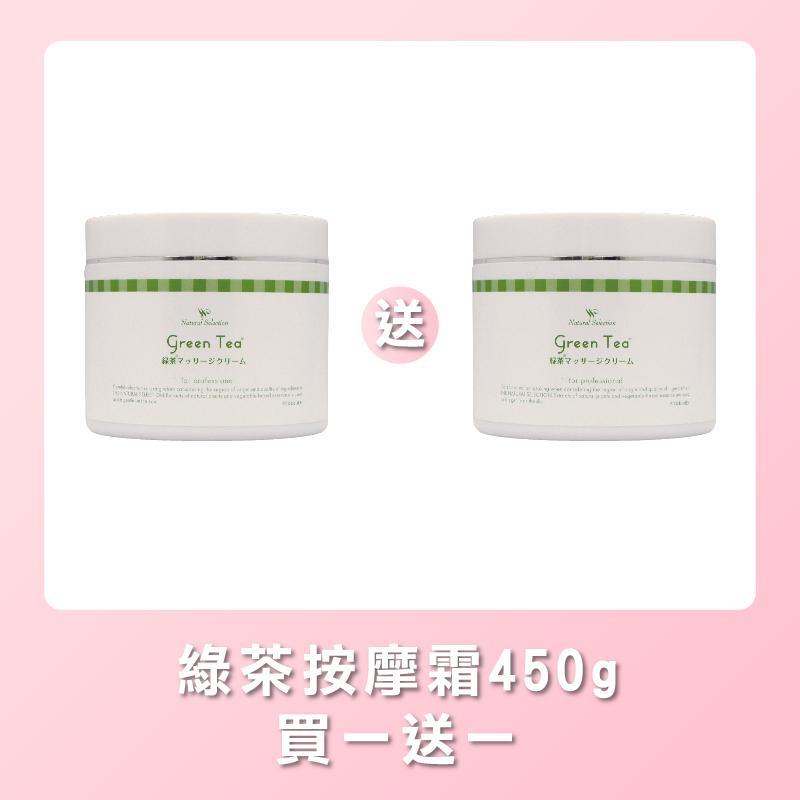 Natural Selection
green Tea
緑茶マッサージクリーム
for professional
送
Natural Selection
green Tea
緑茶マッサージクリーム
for professional
綠茶按摩霜450g
買一送一